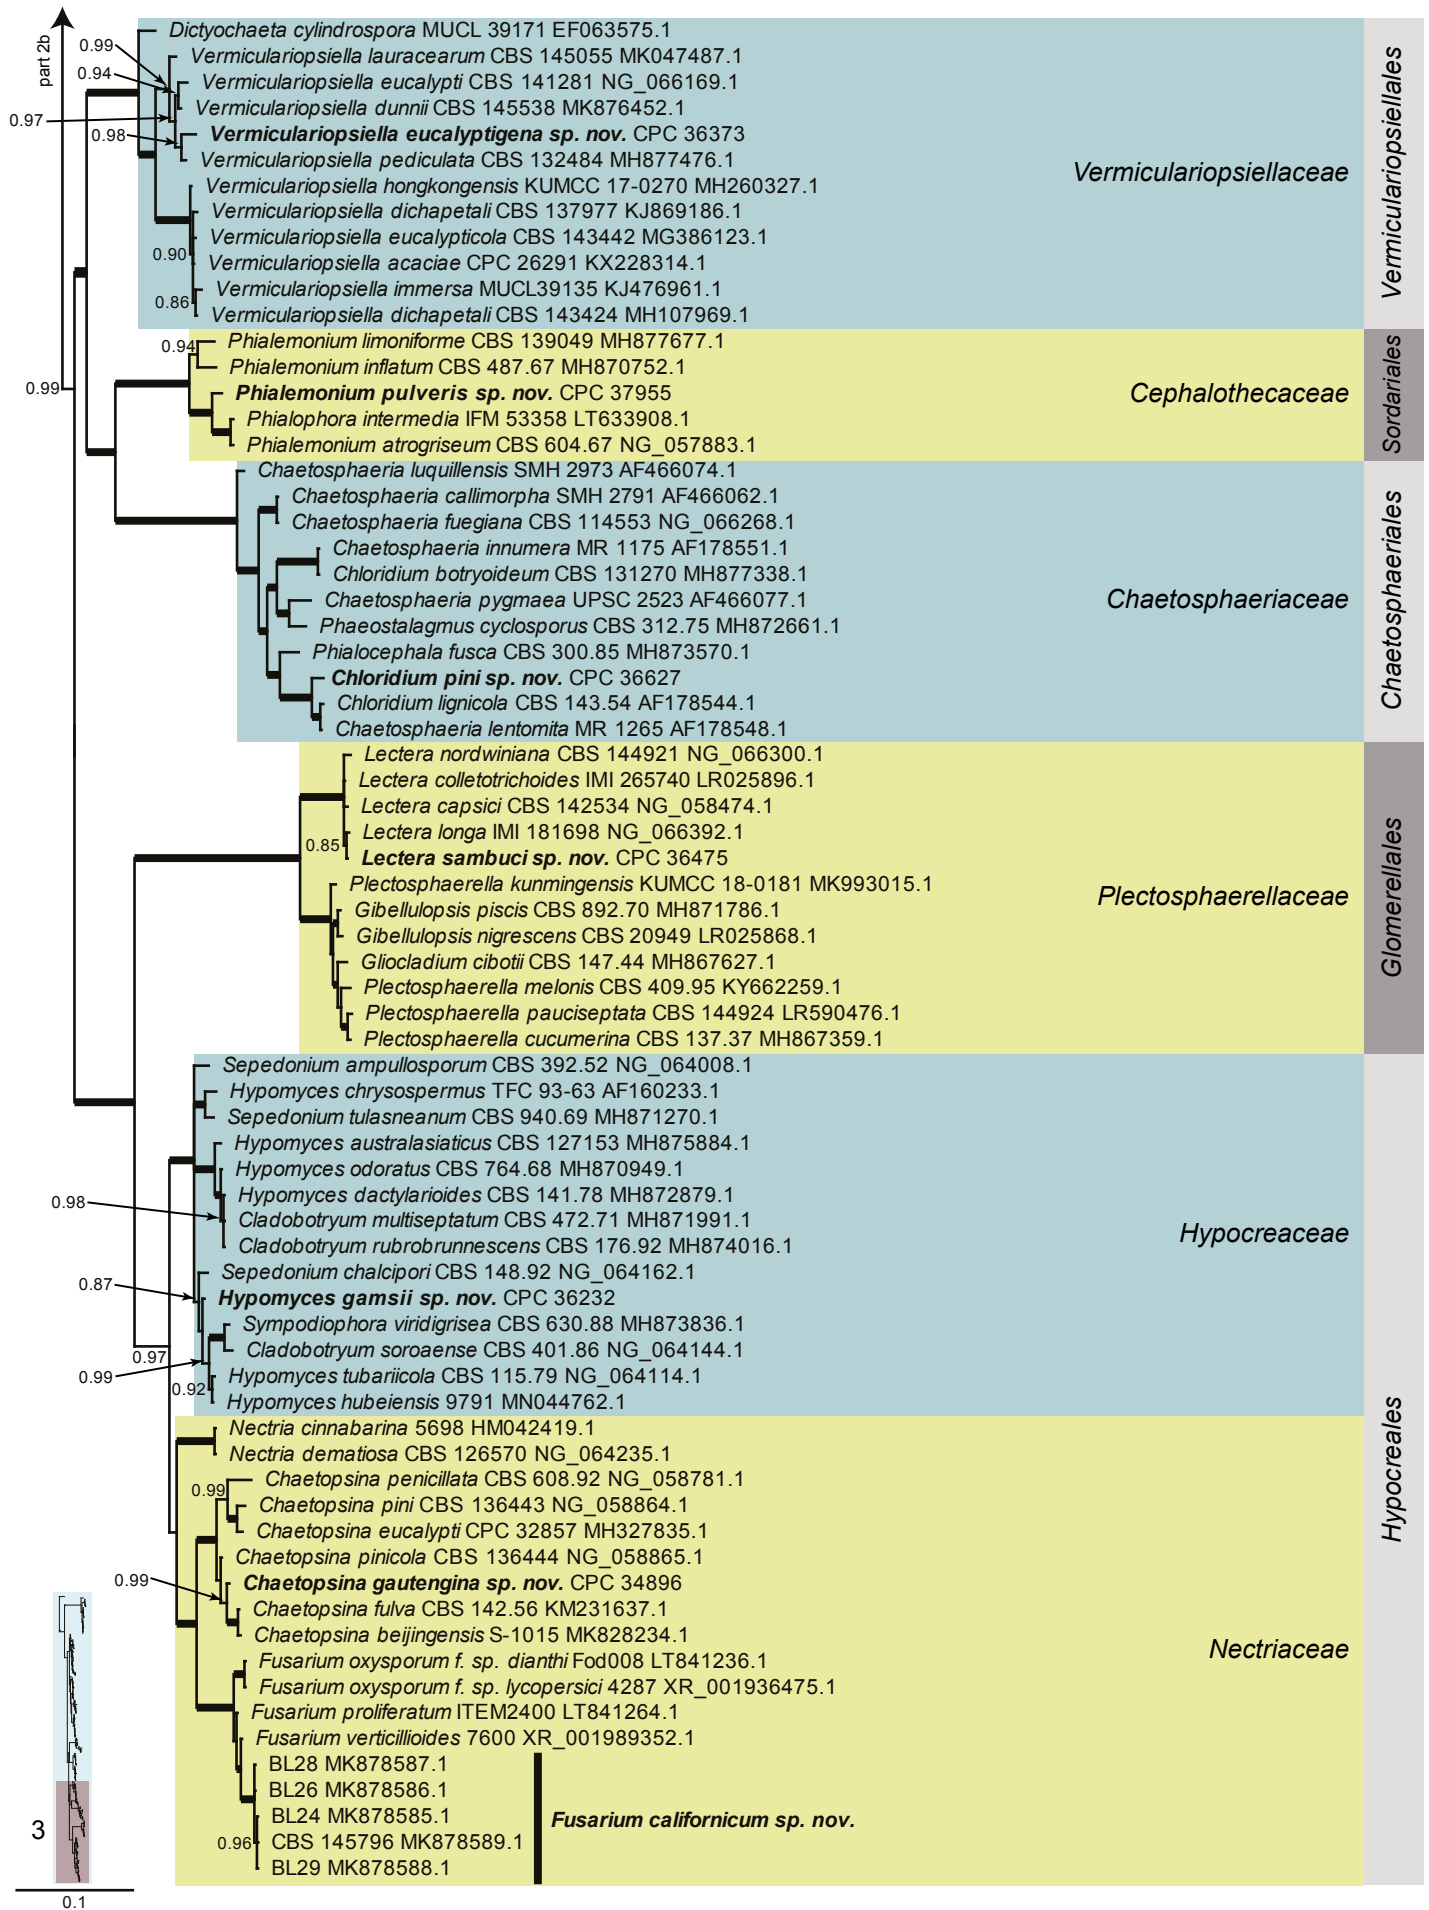 part 2b
Dictyochaeta cylindrospora MUCL 39171 EF063575.1
0.99
Vermiculariopsiella lauracearum CBS 145055 MK047487.1
0.94
Vermiculariopsiella eucalypti CBS 141281 NG_066169.1
Vermiculariopsiella dunnii CBS 145538 MK876452.1
0.97
0.98
Vermiculariopsiella eucalyptigena sp. nov. CPC 36373
Vermiculariopsiella pediculata CBS 132484 MH877476.1
Vermiculariopsiellaceae
Vermiculariopsiellales
Vermiculariopsiella hongkongensis KUMCC 17-0270 MH260327.1
Vermiculariopsiella dichapetali CBS 137977 KJ869186.1
Vermiculariopsiella eucalypticola CBS 143442 MG386123.1
0.90
Vermiculariopsiella acaciae CPC 26291 KX228314.1
Vermiculariopsiella immersa MUCL39135 KJ476961.1
0.86
Vermiculariopsiella dichapetali CBS 143424 MH107969.1
0.94
Phialemonium limoniforme CBS 139049 MH877677.1
Phialemonium inflatum CBS 487.67 MH870752.1
0.99
Phialemonium pulveris sp. nov. CPC 37955
Cephalothecaceae
Sordariales
Phialophora intermedia IFM 53358 LT633908.1
Phialemonium atrogriseum CBS 604.67 NG_057883.1
Chaetosphaeria luquillensis SMH 2973 AF466074.1
Chaetosphaeria callimorpha SMH 2791 AF466062.1
Chaetosphaeria fuegiana CBS 114553 NG_066268.1
Chaetosphaeria innumera MR 1175 AF178551.1
Chloridium botryoideum CBS 131270 MH877338.1
Chaetosphaeria pygmaea UPSC 2523 AF466077.1
Chaetosphaeriaceae
Chaetosphaeriales
Phaeostalagmus cyclosporus CBS 312.75 MH872661.1
Phialocephala fusca CBS 300.85 MH873570.1
Chloridium pini sp. nov. CPC 36627
Chloridium lignicola CBS 143.54 AF178544.1
Chaetosphaeria lentomita MR 1265 AF178548.1
Lectera nordwiniana CBS 144921 NG_066300.1
Lectera colletotrichoides IMI 265740 LR025896.1
Lectera capsici CBS 142534 NG_058474.1
Lectera longa IMI 181698 NG_066392.1
0.85
Lectera sambuci sp. nov. CPC 36475
Plectosphaerella kunmingensis KUMCC 18-0181 MK993015.1
Plectosphaerellaceae
Glomerellales
Gibellulopsis piscis CBS 892.70 MH871786.1
Gibellulopsis nigrescens CBS 20949 LR025868.1
Gliocladium cibotii CBS 147.44 MH867627.1
Plectosphaerella melonis CBS 409.95 KY662259.1
Plectosphaerella pauciseptata CBS 144924 LR590476.1
Plectosphaerella cucumerina CBS 137.37 MH867359.1
Sepedonium ampullosporum CBS 392.52 NG_064008.1
Hypomyces chrysospermus TFC 93-63 AF160233.1
Sepedonium tulasneanum CBS 940.69 MH871270.1
Hypomyces australasiaticus CBS 127153 MH875884.1
Hypomyces odoratus CBS 764.68 MH870949.1
Hypomyces dactylarioides CBS 141.78 MH872879.1
0.98
Cladobotryum multiseptatum CBS 472.71 MH871991.1
Hypocreaceae
Cladobotryum rubrobrunnescens CBS 176.92 MH874016.1
Sepedonium chalcipori CBS 148.92 NG_064162.1
0.87
Hypomyces gamsii sp. nov. CPC 36232
Sympodiophora viridigrisea CBS 630.88 MH873836.1
Cladobotryum soroaense CBS 401.86 NG_064144.1
0.97
0.99
Hypomyces tubariicola CBS 115.79 NG_064114.1
0.92
Hypomyces hubeiensis 9791 MN044762.1
Nectria cinnabarina 5698 HM042419.1
Nectria dematiosa CBS 126570 NG_064235.1
Hypocreales
Chaetopsina penicillata CBS 608.92 NG_058781.1
0.99
Chaetopsina pini CBS 136443 NG_058864.1
Chaetopsina eucalypti CPC 32857 MH327835.1
Chaetopsina pinicola CBS 136444 NG_058865.1
0.99
Chaetopsina gautengina sp. nov. CPC 34896
Chaetopsina fulva CBS 142.56 KM231637.1
Chaetopsina beijingensis S-1015 MK828234.1
Nectriaceae
Fusarium oxysporum f. sp. dianthi Fod008 LT841236.1
Fusarium oxysporum f. sp. lycopersici 4287 XR_001936475.1
Fusarium proliferatum ITEM2400 LT841264.1
Fusarium verticillioides 7600 XR_001989352.1
BL28 MK878587.1
BL26 MK878586.1
BL24 MK878585.1
Fusarium californicum sp. nov.
0.96
CBS 145796 MK878589.1
BL29 MK878588.1
3
0.1